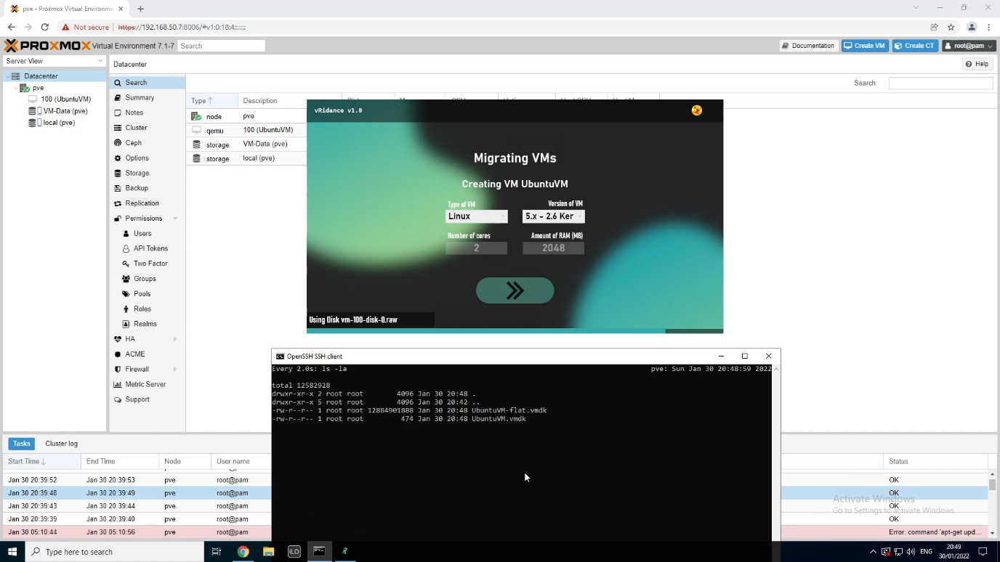 pve - Proxmox Virtual Environme
Not secure https://192.168.50.7:8006/#v1:0:18:4:::::::
PROXMOX Virtual Environment 7.1-7 Search
Documentation Create VM Create CT root@pam
Server View
Datacenter
pve
100 (UbuntuVM)
VM-Data (pve)
local (pve)
Datacenter
Help
Search
Summary
Notes
Cluster
Ceph
Options
Storage
Backup
Replication
Permissions
Users
API Tokens
Two Factor
Groups
Pools
Roles
Realms
HA
ACME
Firewall
Metric Server
Support
Search:
Type Description
node pve
qemu 100 (UbuntuVM)
storage VM-Data (pve)
storage local (pve)
vRidance v1.0
Migrating VMs
Creating VM UbuntuVM
Type of VM Version of VM
Linux 5.x - 2.6 Ker
Number of cores Amount of RAM (MB)
2 2048
Using Disk vm-100-disk-0.raw
OpenSSH SSH client
Every 2.0s: ls -la pve: Sun Jan 30 20:48:59 2022
total 12582928
drwxr-xr-x 2 root root 4096 Jan 30 20:48 .
drwxr-xr-x 5 root root 4096 Jan 30 20:42 ..
-rw-r--r-- 1 root root 12884901888 Jan 30 20:48 UbuntuVM-flat.vmdk
-rw-r--r-- 1 root root 474 Jan 30 20:48 UbuntuVM.vmdk
Tasks Cluster log
Start Time End Time Node User name Status
Jan 30 20:39:52 Jan 30 20:39:53 pve root@pam OK
Jan 30 20:39:48 Jan 30 20:39:49 pve root@pam OK
Jan 30 20:39:43 Jan 30 20:39:44 pve root@pam OK
Jan 30 20:39:39 Jan 30 20:39:40 pve root@pam OK
Jan 30 05:10:44 Jan 30 05:10:56 pve root@pam Error: command 'apt-get upd...
Activate Windows
Go to Settings to activate Windows.
Type here to search
iLO
ENG
20:49
30/01/2022